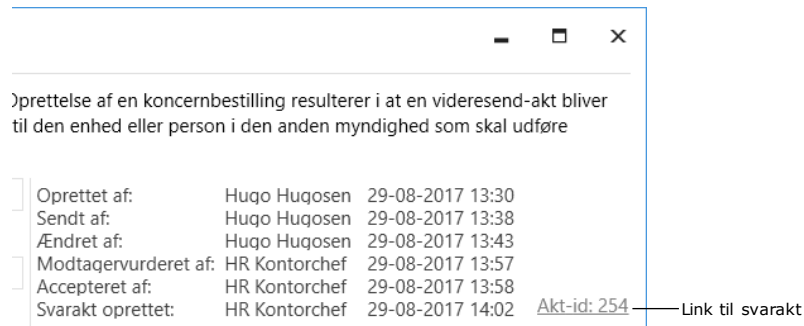 Oprettelse af en koncernbestilling resulterer i at en videresend-akt bliver
til den enhed eller person i den anden myndighed som skal udføre
Oprettet af: Hugo Hugosen 29-08-2017 13:30
Sendt af: Hugo Hugosen 29-08-2017 13:38
Ændret af: Hugo Hugosen 29-08-2017 13:43
Modtagervurderet af: HR Kontorchef 29-08-2017 13:57
Accepteret af: HR Kontorchef 29-08-2017 13:58
Svarakt oprettet: HR Kontorchef 29-08-2017 14:02 Akt-id: 254 Link til svarakt